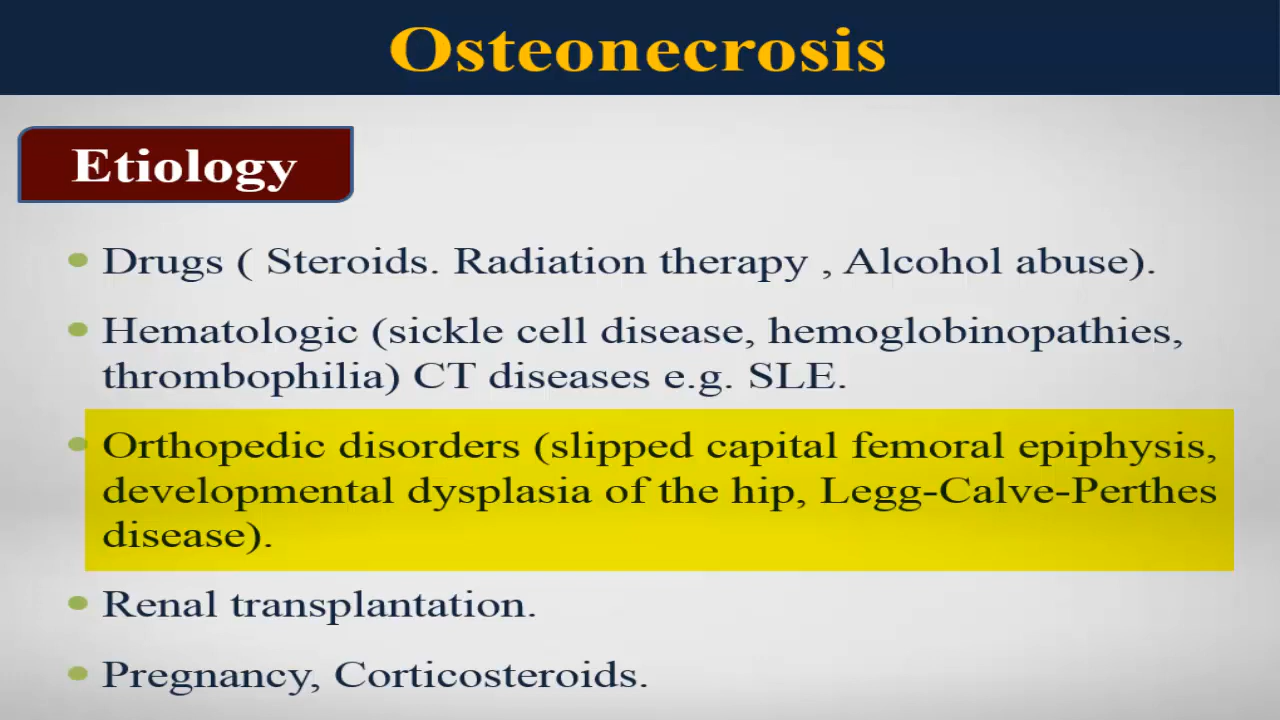 Osteonecrosis
Etiology
• Drugs ( Steroids. Radiation therapy , Alcohol abuse).
• Hematologic (sickle cell disease, hemoglobinopathies,
thrombophilia) CT diseases e.g. SLE.
• Orthopedic disorders (slipped capital femoral epiphysis,
developmental dysplasia of the hip, Legg-Calve-Perthes
disease).
• Renal transplantation.
• Pregnancy, Corticosteroids.